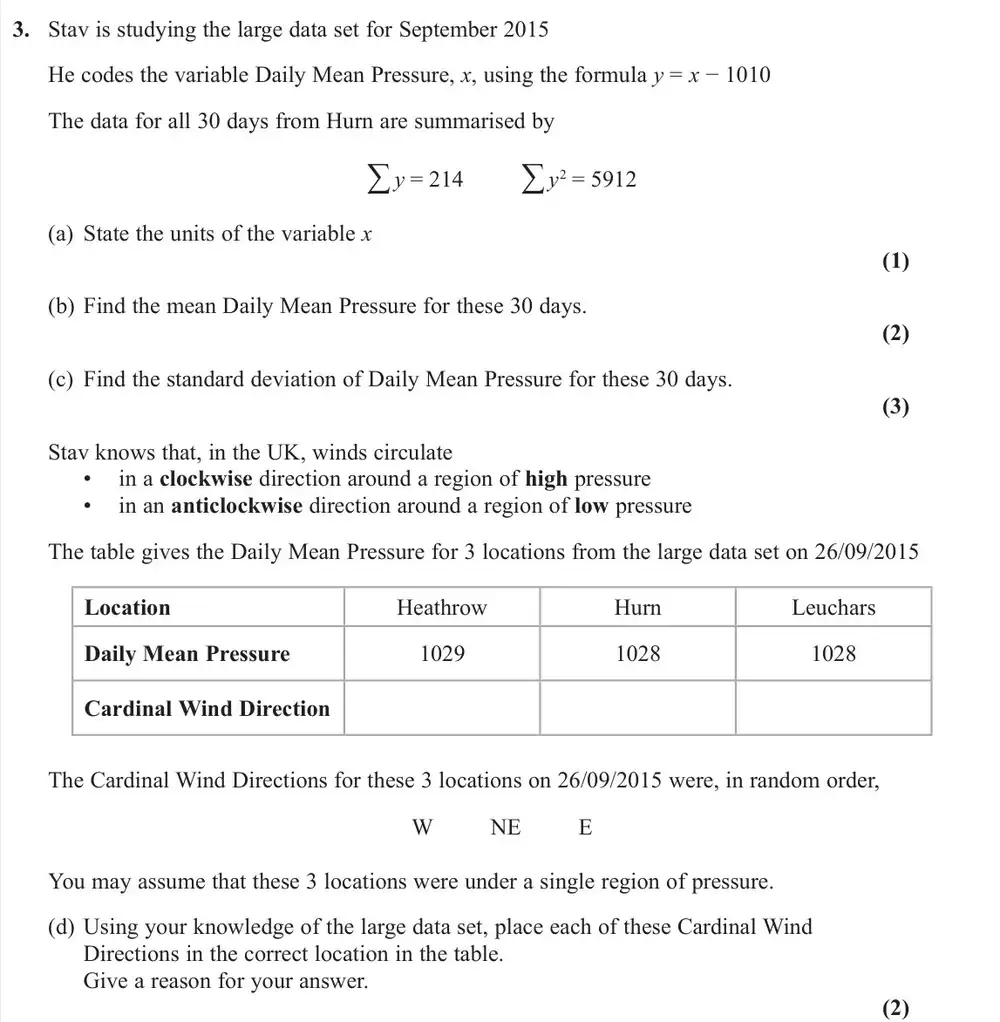 3. Stav is studying the large data set for September 2015
He codes the variable Daily Mean Pressure, x, using the formula y = x − 1010
The data for all 30 days from Hurn are summarised by
∑y = 214 ∑y² = 5912
(a) State the units of the variable x
(1)
(b) Find the mean Daily Mean Pressure for these 30 days.
(2)
(c) Find the standard deviation of Daily Mean Pressure for these 30 days.
(3)
Stav knows that, in the UK, winds circulate
• in a clockwise direction around a region of high pressure
• in an anticlockwise direction around a region of low pressure
The table gives the Daily Mean Pressure for 3 locations from the large data set on 26/09/2015
Location Heathrow Hurn Leuchars
Daily Mean Pressure 1029 1028 1028
Cardinal Wind Direction
The Cardinal Wind Directions for these 3 locations on 26/09/2015 were, in random order,
W NE E
You may assume that these 3 locations were under a single region of pressure.
(d) Using your knowledge of the large data set, place each of these Cardinal Wind
Directions in the correct location in the table.
Give a reason for your answer.
(2)